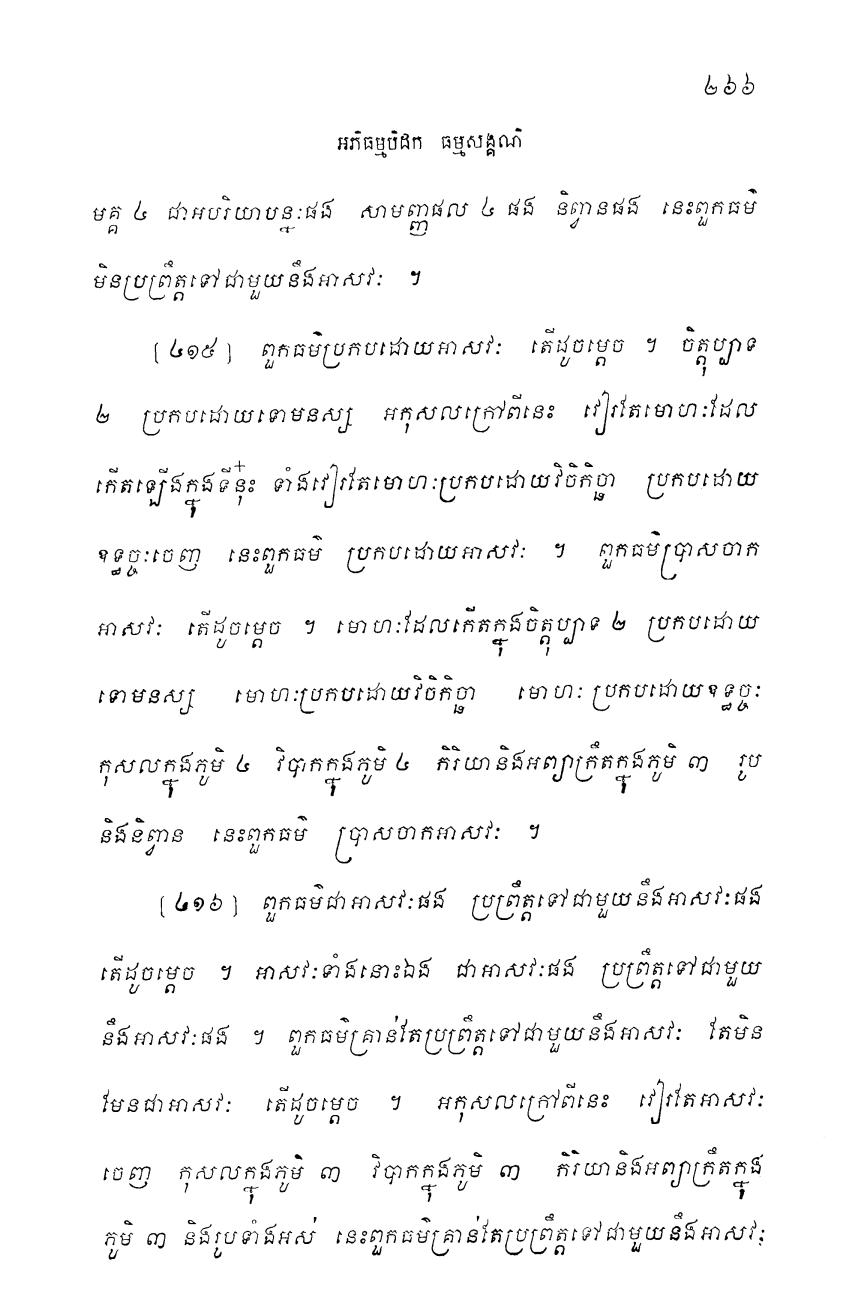 ២៦៦
អភិធម្មបិដក ធម្មសង្គណិ
មគ្គ ៤ ជាអបរិយាបន្នៈផង សាមញ្ញផល ៤ ផង និព្វានផង នេះពួកធម៌
មិនប្រព្រឹត្តទៅជាមួយនឹងអាសវៈ ។
[៤១៥] ពួកធម៌ប្រកបដោយអាសវៈ តើដូចម្តេច ។ ចិត្តុប្បាទ
២ ប្រកបដោយទោមនស្ស អកុសលក្រៅពីនេះ វៀរតែមោហៈដែល
កើតឡើងក្នុងទីនុ៎ះ ទាំងវៀរតែមោហៈប្រកបដោយវិចិកិច្ឆា ប្រកបដោយ
ឧទ្ធច្ចៈចេញ នេះពួកធម៌ ប្រកបដោយអាសវៈ ។ ពួកធម៌ប្រាសចាក
អាសវៈ តើដូចម្តេច ។ មោហៈដែលកើតក្នុងចិត្តុប្បាទ ២ ប្រកបដោយ
ទោមនស្ស មោហៈប្រកបដោយវិចិកិច្ឆា មោហៈ ប្រកបដោយឧទ្ធច្ចៈ
កុសលក្នុងភូមិ ៤ វិបាកក្នុងភូមិ ៤ កិរិយានិងអព្យាក្រឹតក្នុងភូមិ ៣ រូប
និងនិព្វាន នេះពួកធម៌ ប្រាសចាកអាសវៈ ។
[៤១៦] ពួកធម៌ជាអាសវៈផង ប្រព្រឹត្តទៅជាមួយនឹងអាសវៈផង
តើដូចម្តេច ។ អាសវៈទាំងនោះឯង ជាអាសវៈផង ប្រព្រឹត្តទៅជាមួយ
នឹងអាសវៈផង ។ ពួកធម៌គ្រាន់តែប្រព្រឹត្តទៅជាមួយនឹងអាសវៈ តែមិន
មែនជាអាសវៈ តើដូចម្តេច ។ អកុសលក្រៅពីនេះ វៀរតែអាសវៈ
ចេញ កុសលក្នុងភូមិ ៣ វិបាកក្នុងភូមិ ៣ កិរិយានិងអព្យាក្រឹតក្នុង
ភូមិ ៣ និងរូបទាំងអស់ នេះពួកធម៌គ្រាន់តែប្រព្រឹត្តទៅជាមួយនឹងអាសវៈ